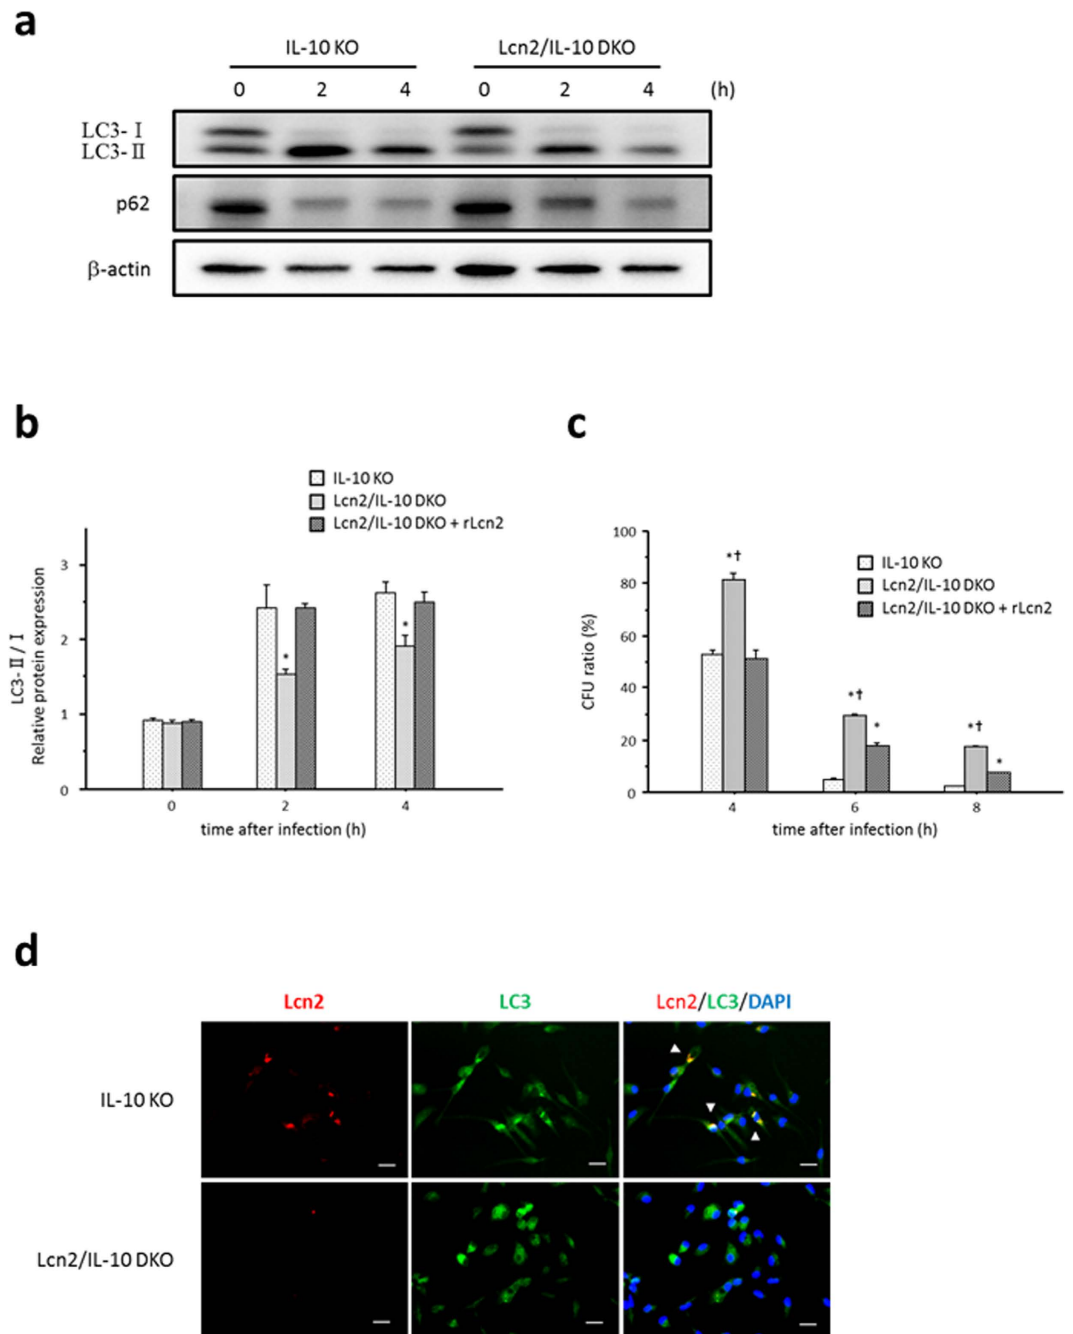 a
IL-10 KO
Lcn2/IL-10 DKO
0 2 4 0 2 4 (h)
LC3-Ⅰ
LC3-Ⅱ
p62
β-actin
b
IL-10 KO
Lcn2/IL-10 DKO
Lcn2/IL-10 DKO + rLcn2
LC3-Ⅱ/Ⅰ
Relative protein expression
3
2
1
0
*
*
0 2 4
time after infection (h)
c
IL-10 KO
Lcn2/IL-10 DKO
Lcn2/IL-10 DKO + rLcn2
CFU ratio (%)
100
80
60
40
20
0
*†
*†
*
*†
*
4 6 8
time after infection (h)
d
Lcn2 LC3 Lcn2/LC3/DAPI
IL-10 KO
Lcn2/IL-10 DKO